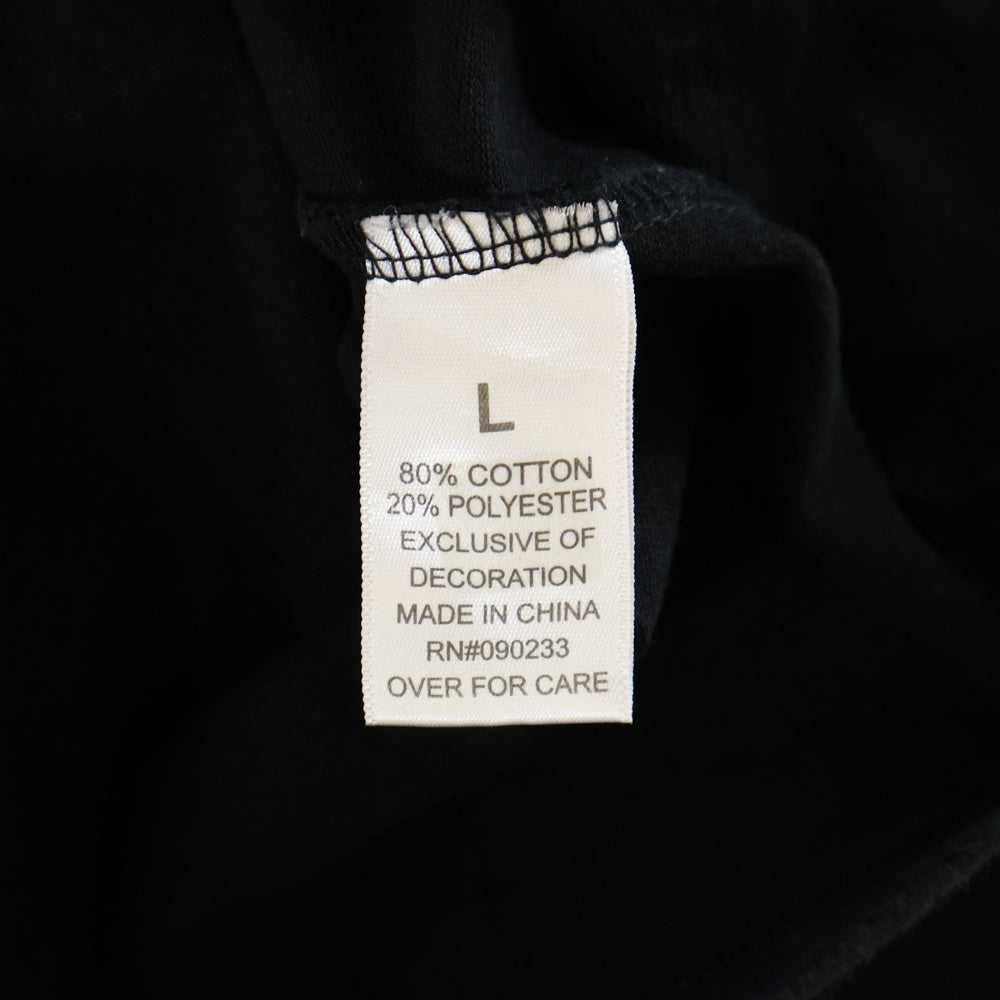 L
80% COTTON
20% POLYESTER
EXCLUSIVE OF
DECORATION
MADE IN CHINA
RN#090233
OVER FOR CARE